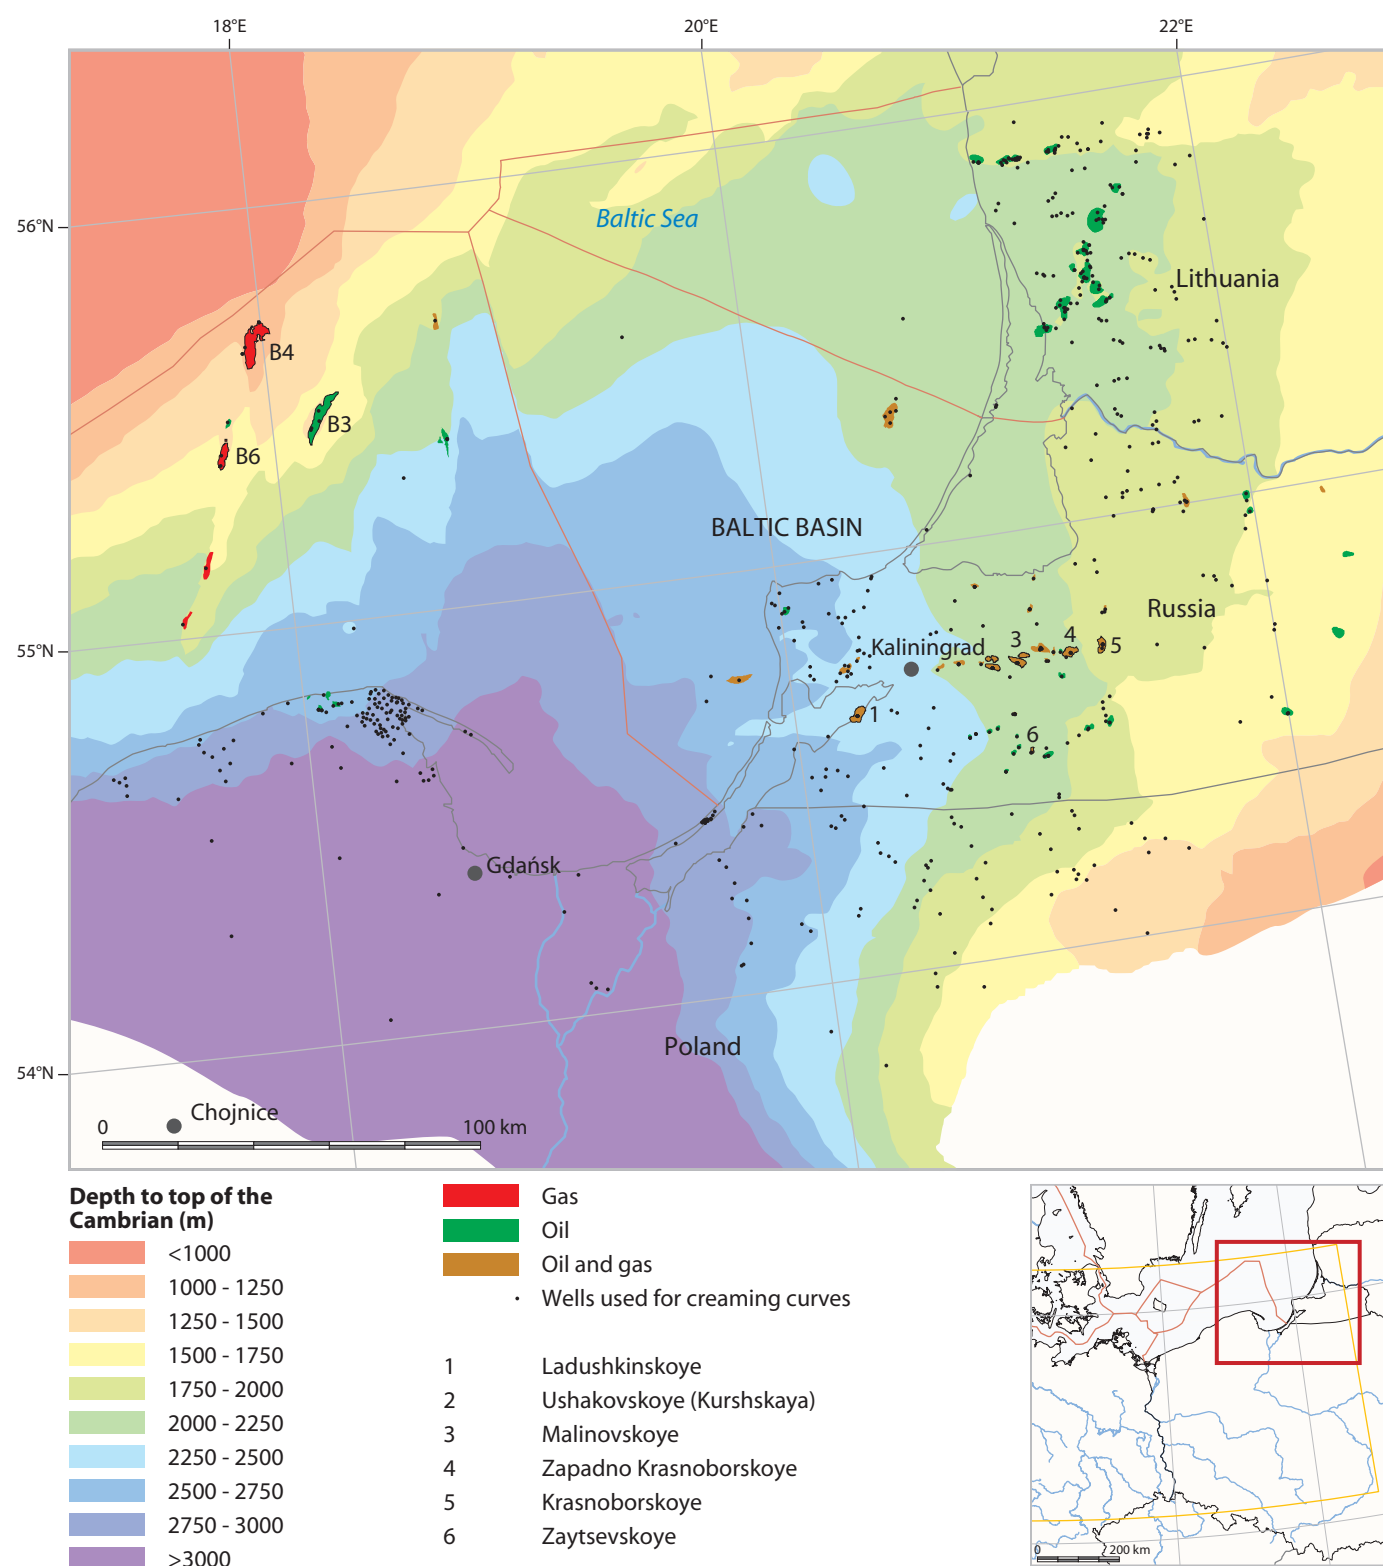 18°E
20°E
22°E
56°N
Baltic Sea
Lithuania
B4
B3
B6
BALTIC BASIN
Russia
55°N
Kaliningrad
3
4
5
1
6
Gdańsk
Poland
54°N
Chojnice
0
100 km
Depth to top of the
Cambrian (m)
<1000
1000 - 1250
1250 - 1500
1500 - 1750
1750 - 2000
2000 - 2250
2250 - 2500
2500 - 2750
2750 - 3000
>3000
Gas
Oil
Oil and gas
Wells used for creaming curves
1 Ladushkinskoye
2 Ushakovskoye (Kurshskaya)
3 Malinovskoye
4 Zapadno Krasnoborskoye
5 Krasnoborskoye
6 Zaytsevskoye
0
200 km